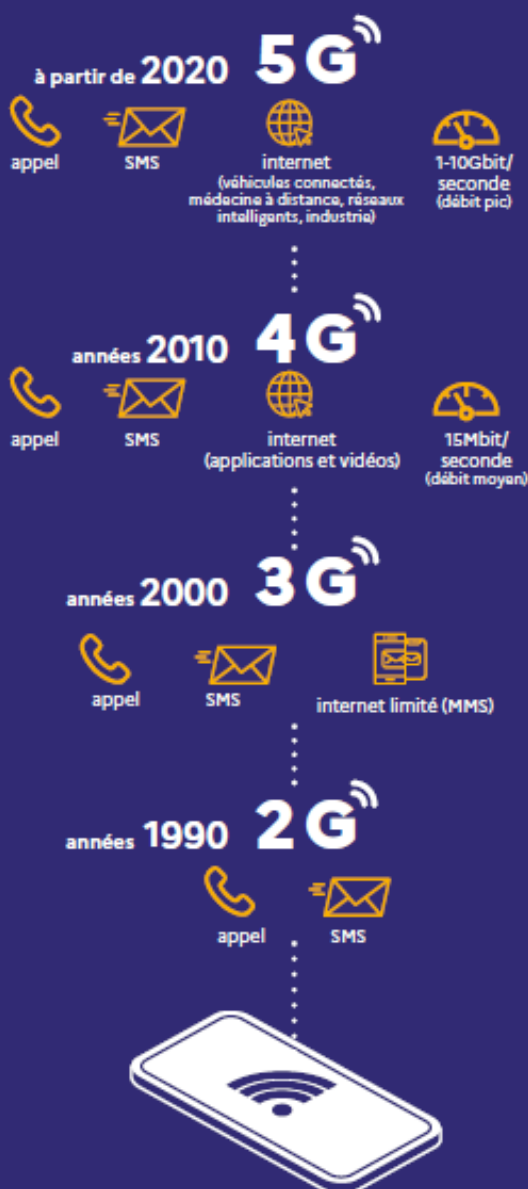 à partir de 2020 5G
appel
SMS
internet
(véhicules connectés,
médecine à distance, réseaux
intelligents, industrie)
1-10Gbit/
seconde
(débit pic)
années 2010 4G
appel
SMS
internet
(applications et vidéos)
15Mbit/
seconde
(débit moyen)
années 2000 3G
appel
SMS
internet limité (MMS)
années 1990 2G
appel
SMS